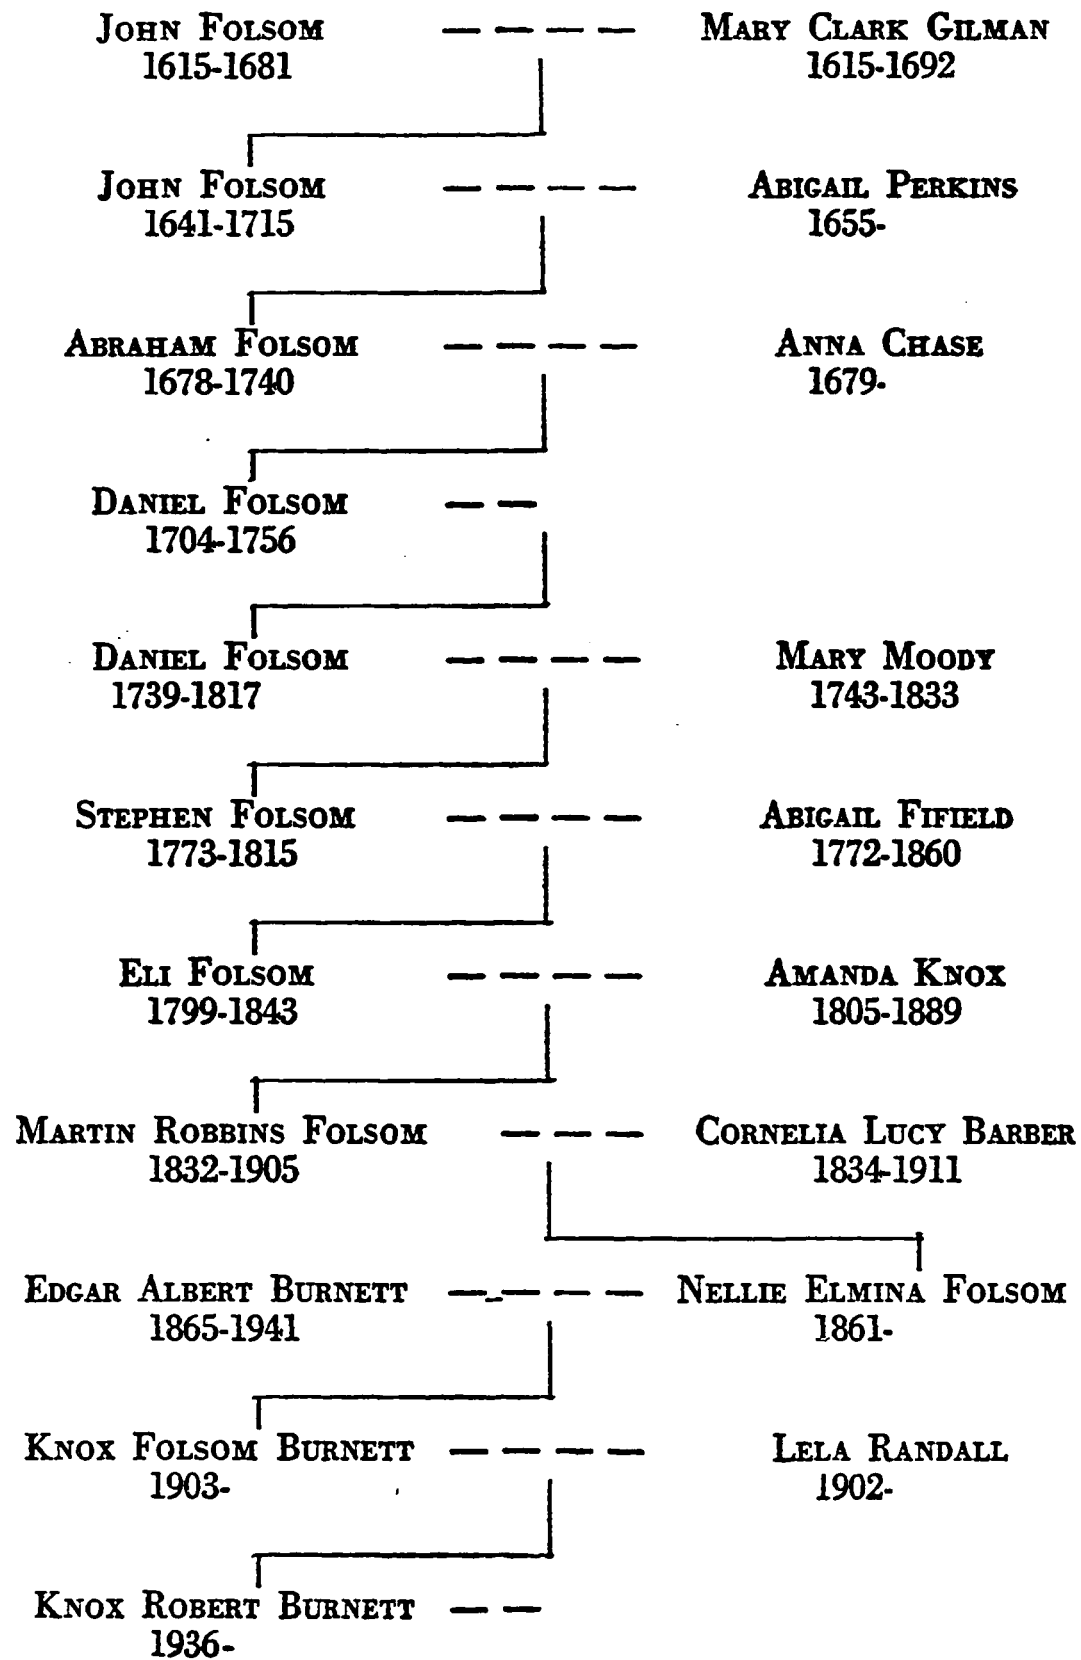 JOHN FOLSOM — — — — MARY CLARK GILMAN
1615-1681 1615-1692
JOHN FOLSOM — — — — ABIGAIL PERKINS
1641-1715 1655-
ABRAHAM FOLSOM — — — — ANNA CHASE
1678-1740 1679-
DANIEL FOLSOM — —
1704-1756
DANIEL FOLSOM — — — — MARY MOODY
1739-1817 1743-1833
STEPHEN FOLSOM — — — — ABIGAIL FIFIELD
1773-1815 1772-1860
ELI FOLSOM — — — — AMANDA KNOX
1799-1843 1805-1889
MARTIN ROBBINS FOLSOM — — — CORNELIA LUCY BARBER
1832-1905 1834-1911
EDGAR ALBERT BURNETT — — — — NELLIE ELMINA FOLSOM
1865-1941 1861-
KNOX FOLSOM BURNETT — — — — LELA RANDALL
1903- 1902-
KNOX ROBERT BURNETT — —
1936-